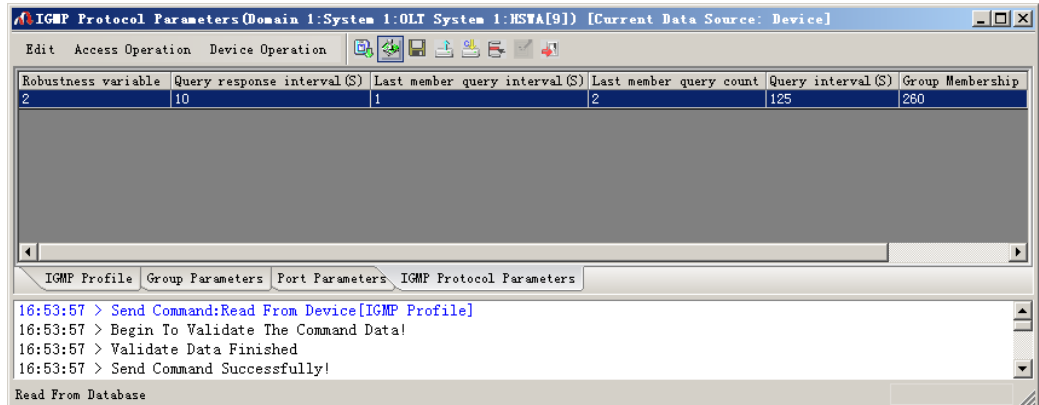 IGMP Protocol Parameters(Domain 1:System 1:OLT System 1:HSWA[9]) [Current Data Source: Device]
Edit Access Operation Device Operation
Robustness variable Query response interval(S) Last member query interval(S) Last member query count Query interval(S) Group Membership
2 10 1 2 125 260
IGMP Profile Group Parameters Port Parameters IGMP Protocol Parameters
16:53:57 > Send Command:Read From Device[IGMP Profile]
16:53:57 > Begin To Validate The Command Data!
16:53:57 > Validate Data Finished
16:53:57 > Send Command Successfully!
Read From Database